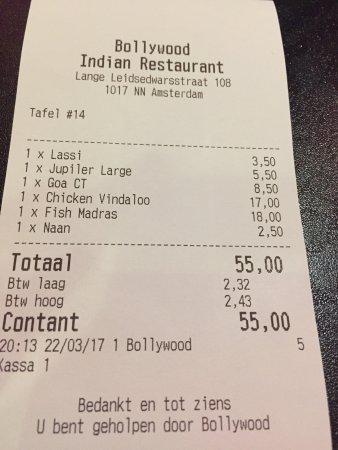 Bollywood
Indian Restaurant
Lange Leidsedwarsstraat 108
1017 NN Amsterdam
Tafel #14
1 x Lassi 3,50
1 x Jupiler Large 5,50
1 x Goa CT 8,50
1 x Chicken Vindaloo 17,00
1 x Fish Madras 18,00
1 x Naan 2,50
Totaal 55,00
Btw laag 2,32
Btw hoog 2,43
Contant 55,00
20:13 22/03/17 1 Bollywood 5
Kassa 1
Bedankt en tot ziens
U bent geholpen door Bollywood